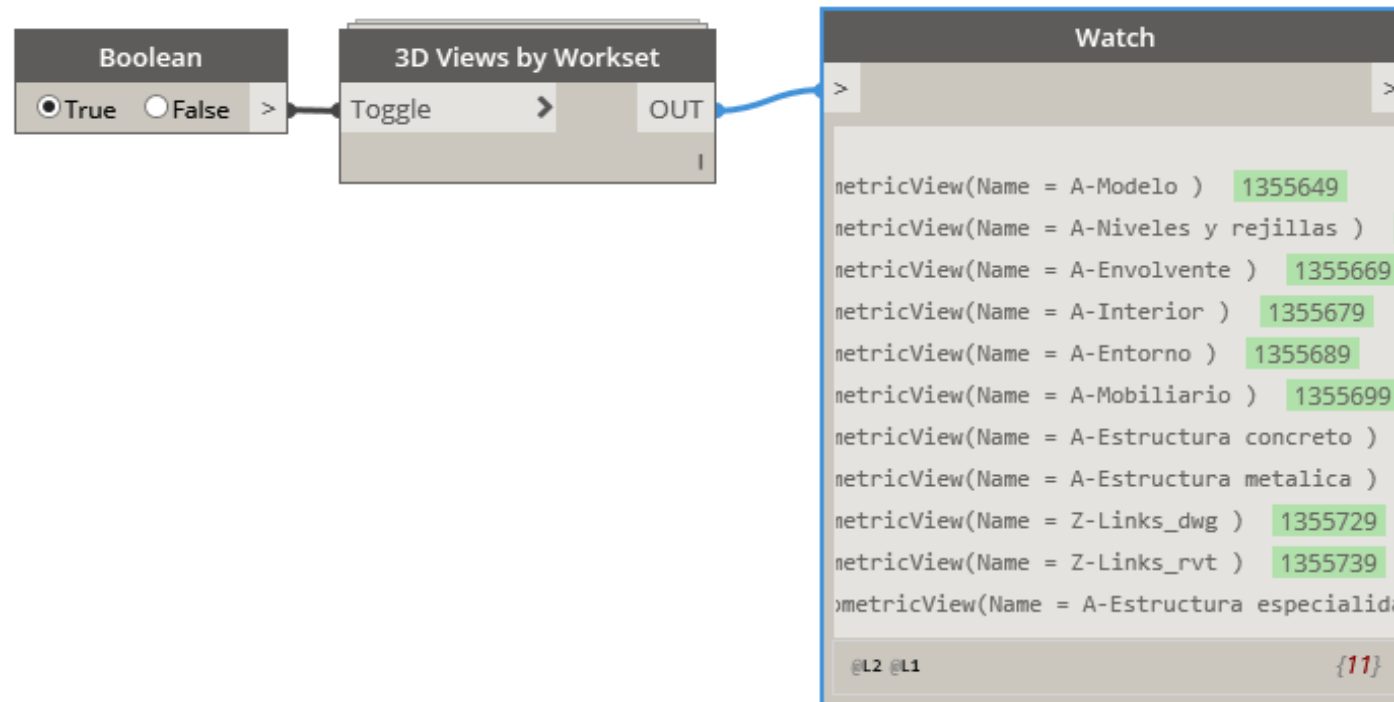 Boolean
True False >
3D Views by Workset
Toggle > OUT
|
Watch
> >
metricView(Name = A-Modelo ) 1355649
metricView(Name = A-Niveles y rejillas )
metricView(Name = A-Envolvente ) 1355669
metricView(Name = A-Interior ) 1355679
metricView(Name = A-Entorno ) 1355689
metricView(Name = A-Mobiliario ) 1355699
metricView(Name = A-Estructura concreto )
metricView(Name = A-Estructura metalica )
metricView(Name = Z-Links_dwg ) 1355729
metricView(Name = Z-Links_rvt ) 1355739
ometricView(Name = A-Estructura especialida
@L2 @L1 {11}